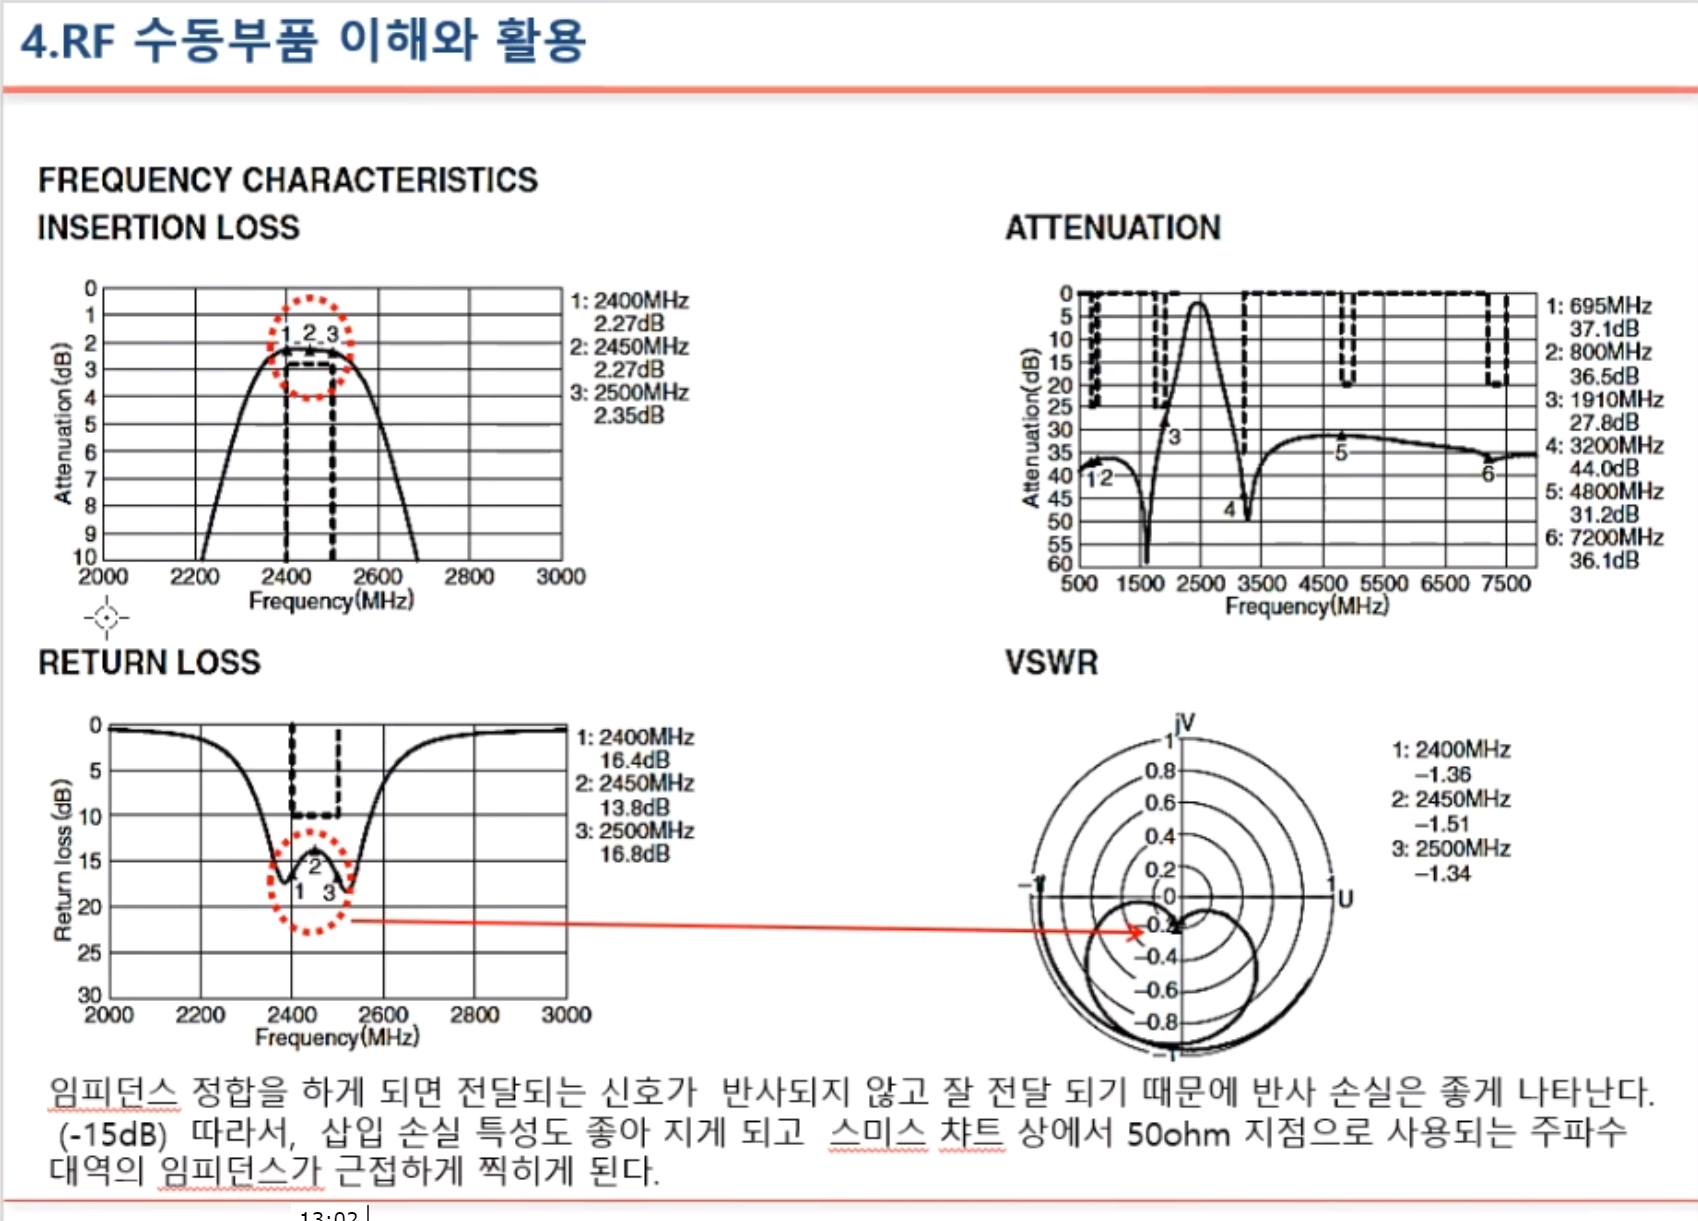 4.RF 수동부품 이해와 활용
FREQUENCY CHARACTERISTICS
INSERTION LOSS
0
1
2
3
4
5
6
7
8
9
10
Attenuation(dB)
1 2 3
2000 2200 2400 2600 2800 3000
Frequency(MHz)
1: 2400MHz
2.27dB
2: 2450MHz
2.27dB
3: 2500MHz
2.35dB
ATTENUATION
0
5
10
15
20
25
30
35
40
45
50
55
60
Attenuation(dB)
1 2 3 4 5 6
500 1500 2500 3500 4500 5500 6500 7500
Frequency(MHz)
1: 695MHz
37.1dB
2: 800MHz
36.5dB
3: 1910MHz
27.8dB
4: 3200MHz
44.0dB
5: 4800MHz
31.2dB
6: 7200MHz
36.1dB
RETURN LOSS
0
5
10
15
20
25
30
Return loss (dB)
1 2 3
2000 2200 2400 2600 2800 3000
Frequency(MHz)
1: 2400MHz
16.4dB
2: 2450MHz
13.8dB
3: 2500MHz
16.8dB
VSWR
jV
1
0.8
0.6
0.4
0.2
0
–1 1 U
–0.2
–0.4
–0.6
–0.8
–1
1: 2400MHz
–1.36
2: 2450MHz
–1.51
3: 2500MHz
–1.34
임피던스 정합을 하게 되면 전달되는 신호가 반사되지 않고 잘 전달 되기 때문에 반사 손실은 좋게 나타난다.
(-15dB) 따라서, 삽입 손실 특성도 좋아 지게 되고 스미스 챠트 상에서 50ohm 지점으로 사용되는 주파수
대역의 임피던스가 근접하게 찍히게 된다.
13:02